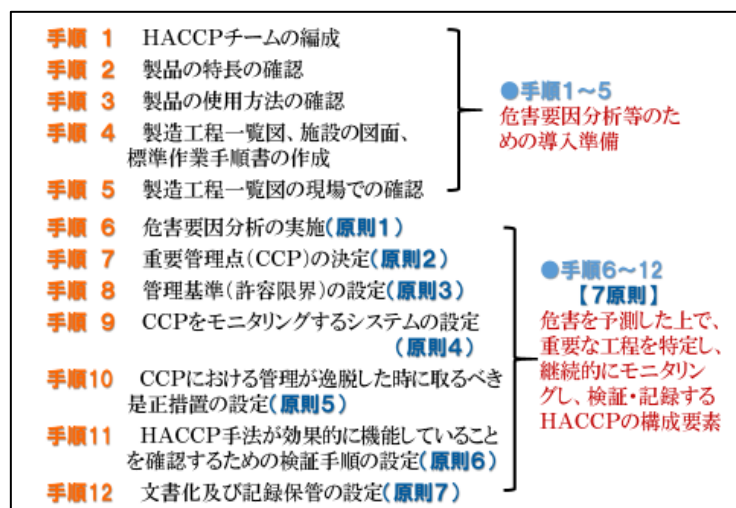 手順 1 HACCPチームの編成
手順 2 製品の特長の確認
手順 3 製品の使用方法の確認
手順 4 製造工程一覧図、施設の図面、
標準作業手順書の作成
手順 5 製造工程一覧図の現場での確認
●手順1~5
危害要因分析等のた
めの導入準備
手順 6 危害要因分析の実施(原則1)
手順 7 重要管理点(CCP)の決定(原則2)
手順 8 管理基準(許容限界)の設定(原則3)
手順 9 CCPをモニタリングするシステムの設定
(原則4)
手順10 CCPにおける管理が逸脱した時に取るべき
是正措置の設定(原則5)
手順11 HACCP手法が効果的に機能していること
を確認するための検証手順の設定(原則6)
手順12 文書化及び記録保管の設定(原則7)
●手順6~12
【7原則】
危害を予測した上で、
重要な工程を特定し、
継続的にモニタリン
グし、検証・記録する
HACCPの構成要素